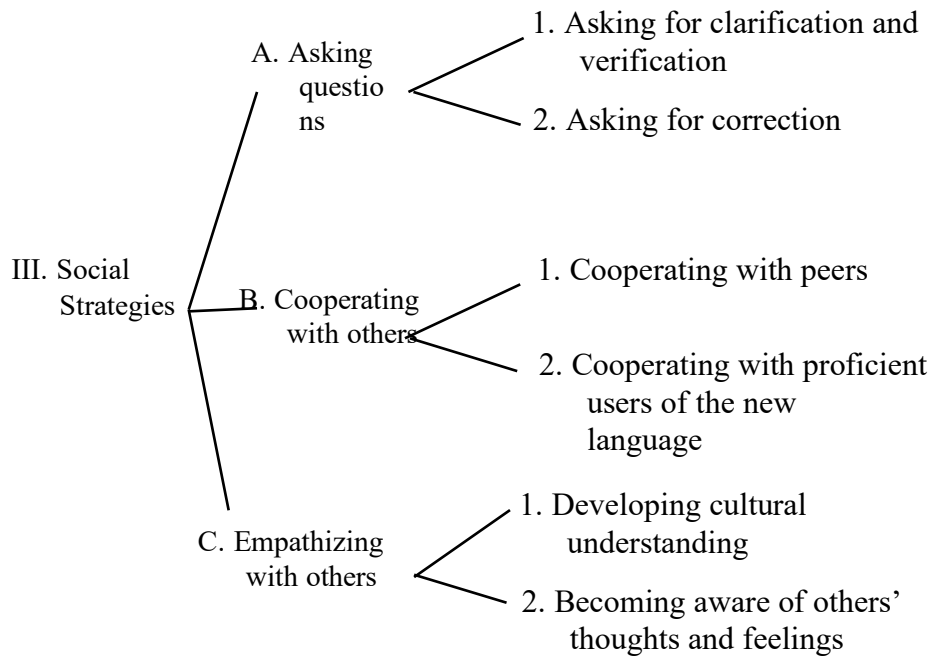 A. Asking
questio
ns
1. Asking for clarification and
verification
2. Asking for correction
III. Social
Strategies
B. Cooperating
with others
1. Cooperating with peers
2. Cooperating with proficient
users of the new
language
C. Empathizing
with others
1. Developing cultural
understanding
2. Becoming aware of others’
thoughts and feelings